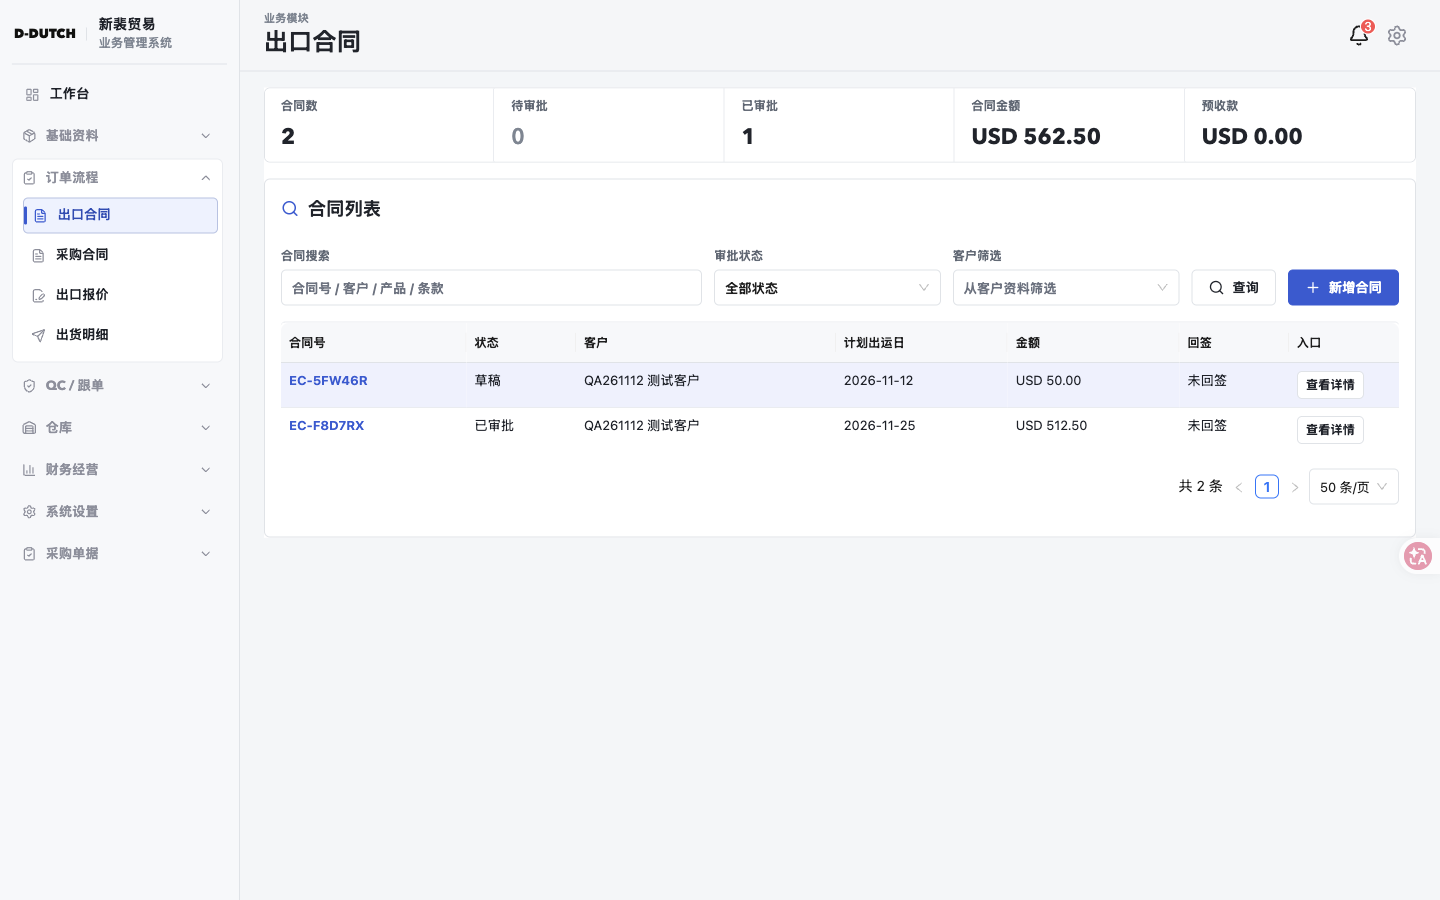 D-DUTCH
新裴贸易
业务管理系统
工作台
基础资料
订单流程
出口合同
采购合同
出口报价
出货明细
QC / 跟单
仓库
财务经营
系统设置
采购单据
业务模块
出口合同
3
合同数
2
待审批
0
已审批
1
合同金额
USD 562.50
预收款
USD 0.00
合同列表
合同搜索
合同号 / 客户 / 产品 / 条款
审批状态
全部状态
客户筛选
从客户资料筛选
查询
新增合同
合同号 状态 客户 计划出运日 金额 回签 入口
EC-5FW46R 草稿 QA261112 测试客户 2026-11-12 USD 50.00 未回签 查看详情
EC-F8D7RX 已审批 QA261112 测试客户 2026-11-25 USD 512.50 未回签 查看详情
共 2 条 1 50 条/页